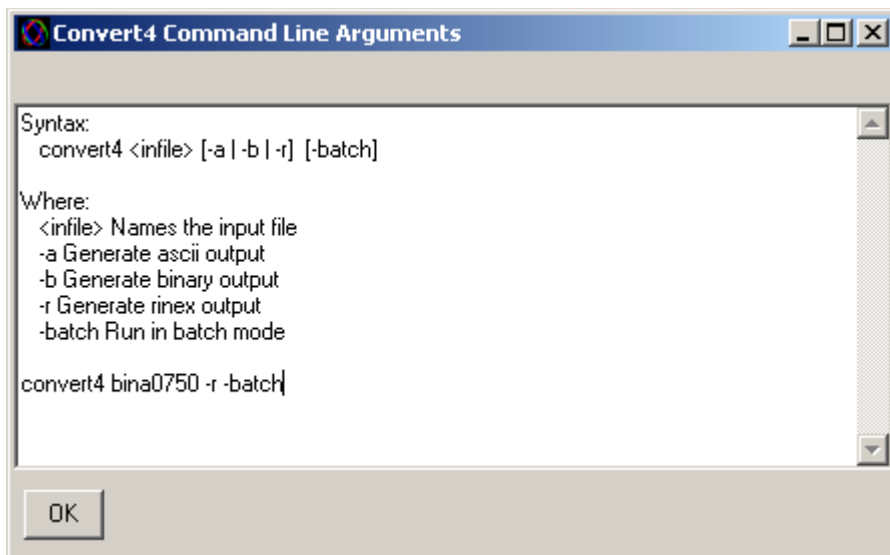 Convert4 Command Line Arguments
Syntax:
convert4 <infile> [-a | -b | -r] [-batch]
Where:
<infile> Names the input file
-a Generate ascii output
-b Generate binary output
-r Generate rinex output
-batch Run in batch mode
convert4 bina0750 -r -batch
OK